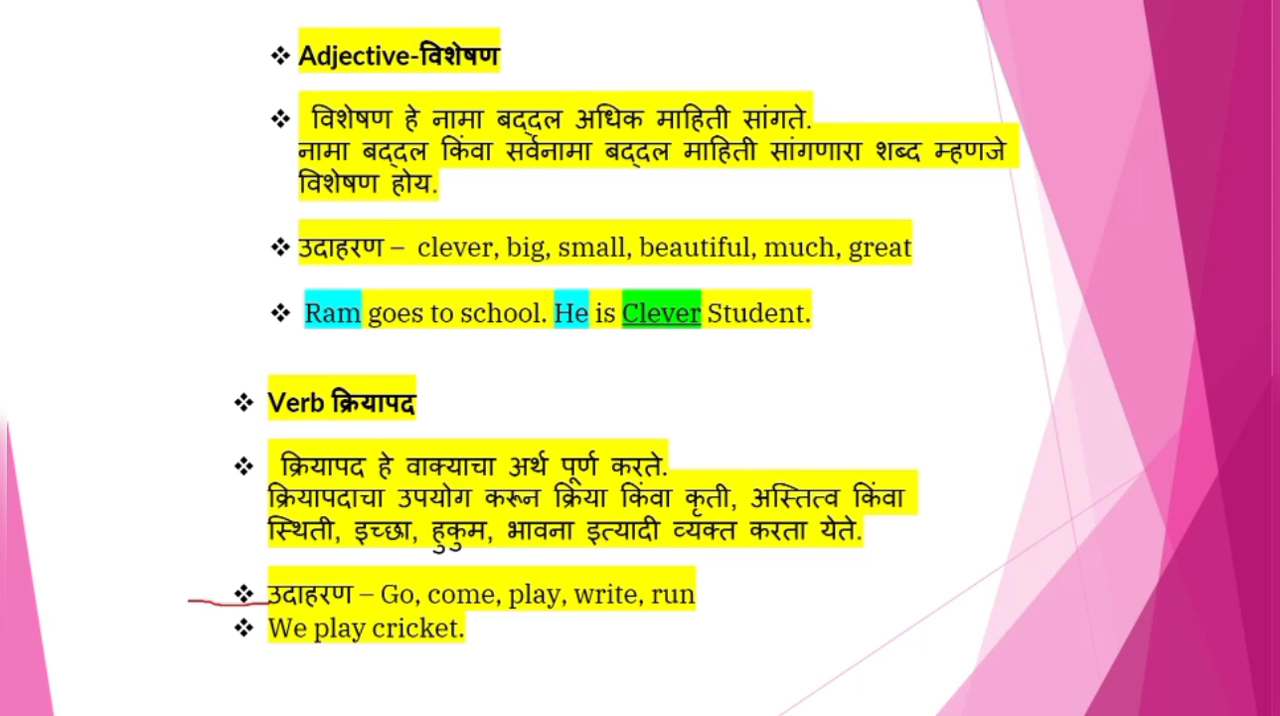 ❖ Adjective-विशेषण
❖ विशेषण हे नामा बद्दल अधिक माहिती सांगते.
नामा बद्दल किंवा सर्वनामा बद्दल माहिती सांगणारा शब्द म्हणजे
विशेषण होय.
❖ उदाहरण – clever, big, small, beautiful, much, great
❖ Ram goes to school. He is Clever Student.
❖ Verb क्रियापद
❖ क्रियापद हे वाक्याचा अर्थ पूर्ण करते.
क्रियापदाचा उपयोग करून क्रिया किंवा कृती, अस्तित्व किंवा
स्थिती, इच्छा, हुकुम, भावना इत्यादी व्यक्त करता येते.
❖ उदाहरण – Go, come, play, write, run
❖ We play cricket.